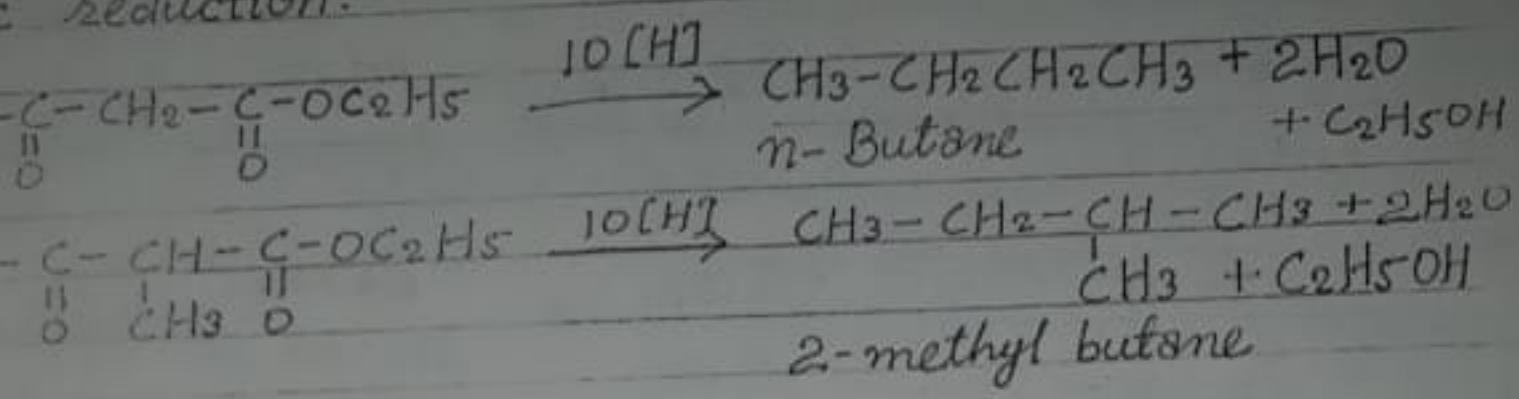 : reduction.
-C-CH2-C-OC2H5 10[H] → CH3-CH2CH2CH3 + 2H2O
|| || + C2H5OH
O O n-Butane
-C-CH-C-OC2H5 10[H] → CH3-CH2-CH-CH3 + 2H2O
|| | || |
O CH3 O CH3 + C2H5OH
2-methyl butane